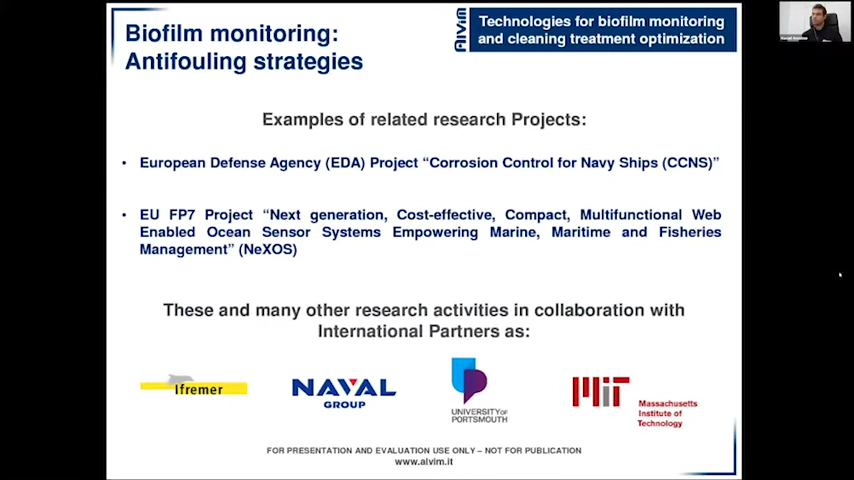 Biofilm monitoring:
Antifouling strategies
Alvim
Technologies for biofilm monitoring
and cleaning treatment optimization
Examples of related research Projects:
• European Defense Agency (EDA) Project “Corrosion Control for Navy Ships (CCNS)”
• EU FP7 Project “Next generation, Cost-effective, Compact, Multifunctional Web
Enabled Ocean Sensor Systems Empowering Marine, Maritime and Fisheries
Management” (NeXOS)
These and many other research activities in collaboration with
International Partners as:
Ifremer
NAVAL
GROUP
UNIVERSITY OF
PORTSMOUTH
MIT
Massachusetts
Institute of
Technology
FOR PRESENTATION AND EVALUATION USE ONLY – NOT FOR PUBLICATION
www.alvim.it